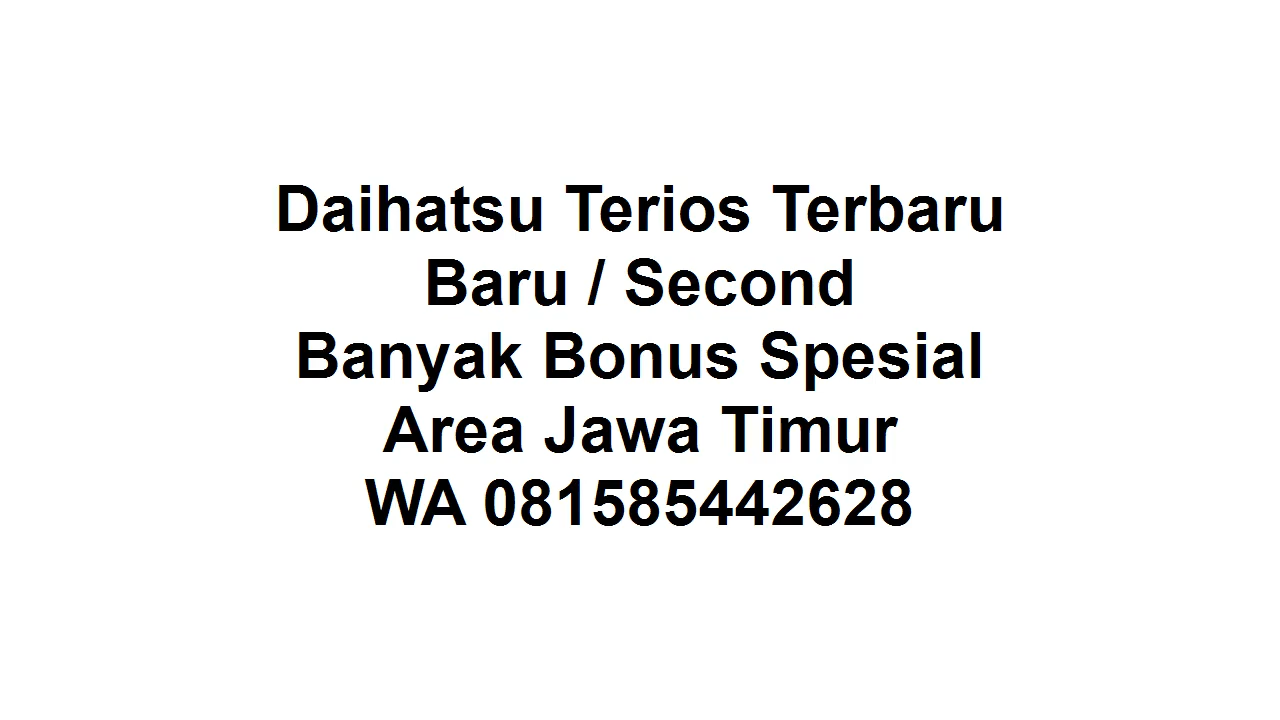 Daihatsu Terios Terbaru
Baru / Second
Banyak Bonus Spesial
Area Jawa Timur
WA 081585442628